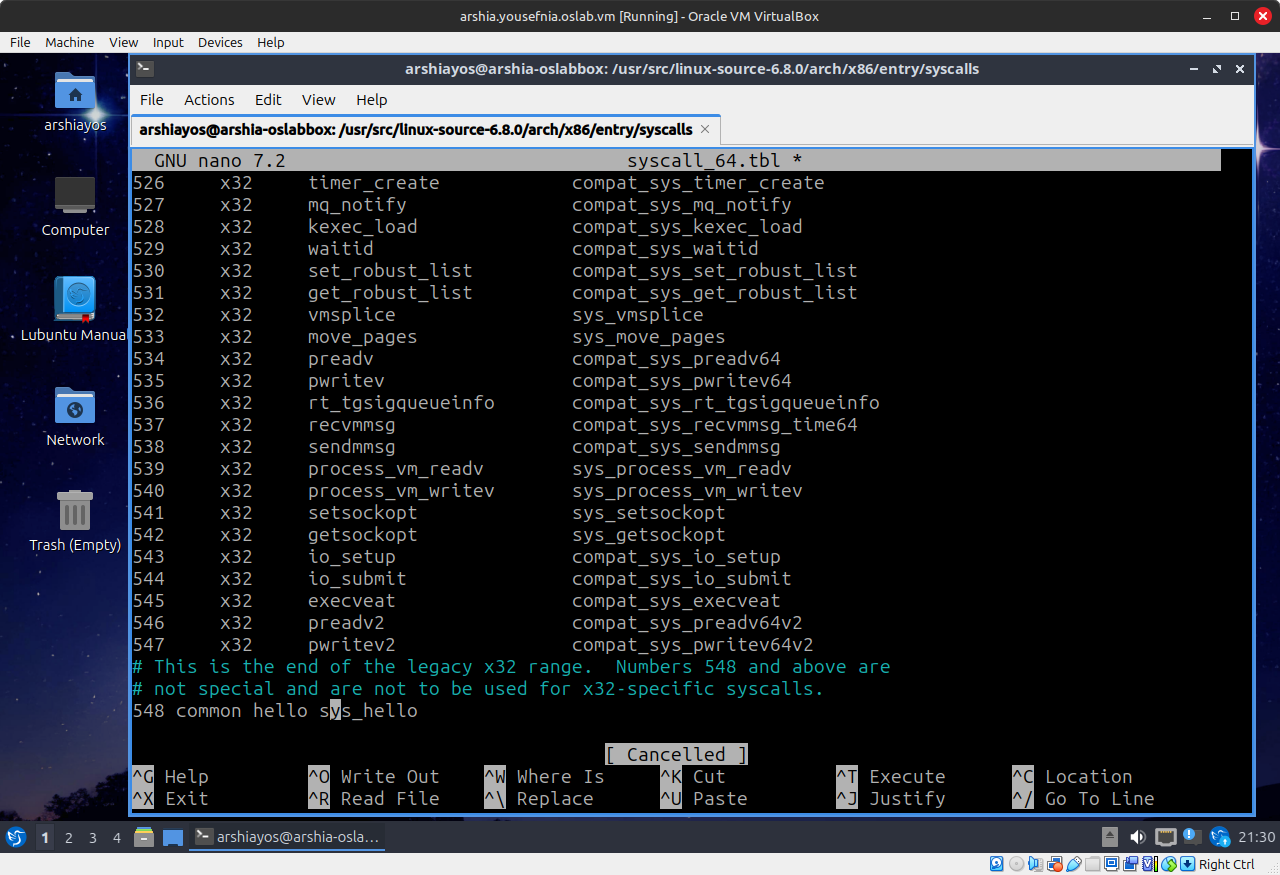 arshia.yousefnia.oslab.vm [Running] - Oracle VM VirtualBox
File Machine View Input Devices Help
arshiayos@arshia-oslabbox: /usr/src/linux-source-6.8.0/arch/x86/entry/syscalls
File Actions Edit View Help
arshiayos@arshia-oslabbox: /usr/src/linux-source-6.8.0/arch/x86/entry/syscalls
arshiayos
Computer
Lubuntu Manual
Network
Trash (Empty)
GNU nano 7.2 syscall_64.tbl *
526 x32 timer_create compat_sys_timer_create
527 x32 mq_notify compat_sys_mq_notify
528 x32 kexec_load compat_sys_kexec_load
529 x32 waitid compat_sys_waitid
530 x32 set_robust_list compat_sys_set_robust_list
531 x32 get_robust_list compat_sys_get_robust_list
532 x32 vmsplice sys_vmsplice
533 x32 move_pages sys_move_pages
534 x32 preadv compat_sys_preadv64
535 x32 pwritev compat_sys_pwritev64
536 x32 rt_tgsigqueueinfo compat_sys_rt_tgsigqueueinfo
537 x32 recvmmsg compat_sys_recvmmsg_time64
538 x32 sendmmsg compat_sys_sendmmsg
539 x32 process_vm_readv sys_process_vm_readv
540 x32 process_vm_writev sys_process_vm_writev
541 x32 setsockopt sys_setsockopt
542 x32 getsockopt sys_getsockopt
543 x32 io_setup compat_sys_io_setup
544 x32 io_submit compat_sys_io_submit
545 x32 execveat compat_sys_execveat
546 x32 preadv2 compat_sys_preadv64v2
547 x32 pwritev2 compat_sys_pwritev64v2
# This is the end of the legacy x32 range.  Numbers 548 and above are
# not special and are not to be used for x32-specific syscalls.
548 common hello sys_hello
[ Cancelled ]
^G Help ^O Write Out ^W Where Is ^K Cut ^T Execute ^C Location
^X Exit ^R Read File ^\ Replace ^U Paste ^J Justify ^/ Go To Line
1 2 3 4 arshiayos@arshia-osla... 21:30
Right Ctrl